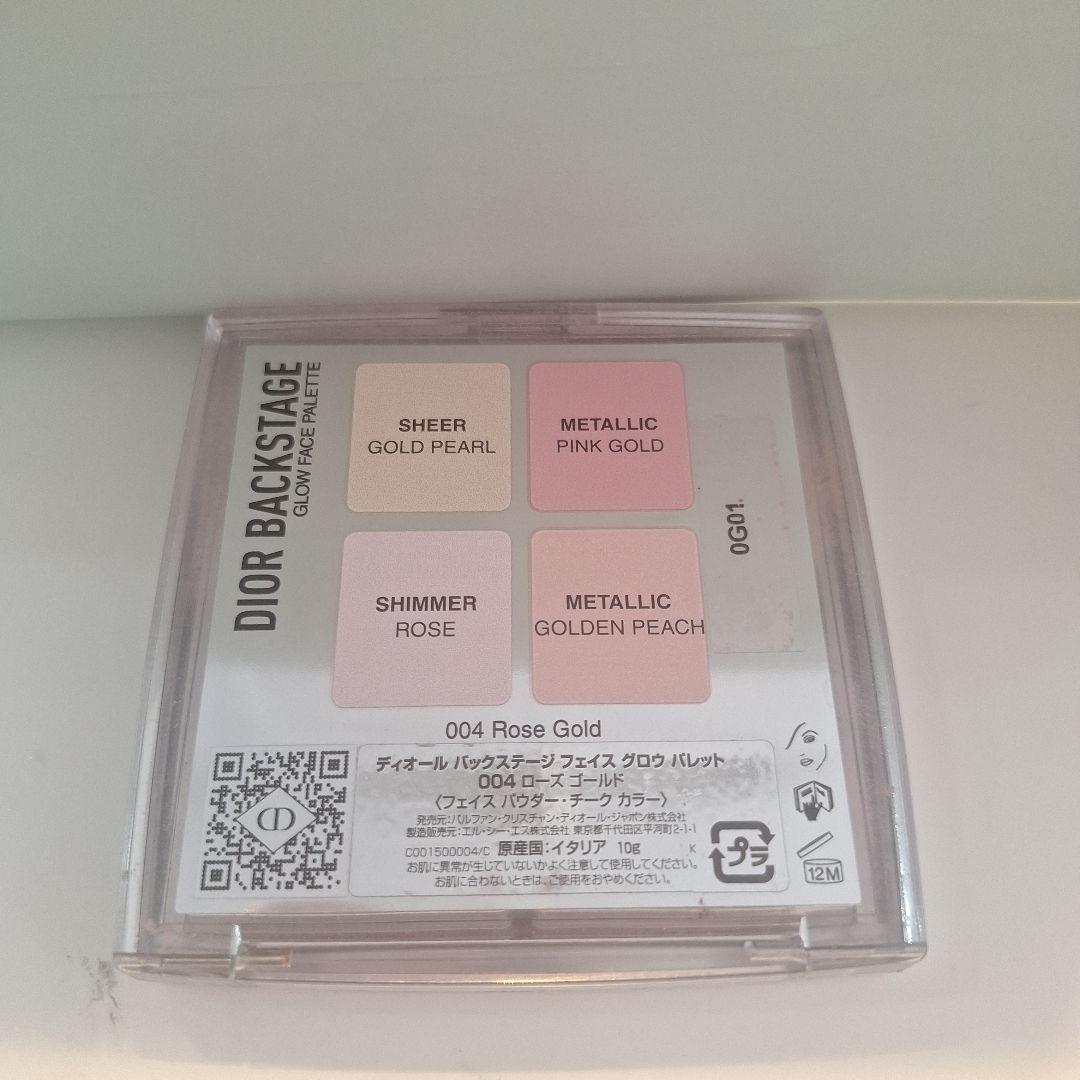 DIOR BACKSTAGE
GLOW FACE PALETTE
SHEER
GOLD PEARL
METALLIC
PINK GOLD
SHIMMER
ROSE
METALLIC
GOLDEN PEACH
0G01
004 Rose Gold
ディオール バックステージ フェイス グロウ パレット
004 ローズ ゴールド
〈フェイス パウダー・チーク カラー〉
発売元:パルファン・クリスチャン・ディオール・ジャポン株式会社
製造販売元:エル・シー・エス株式会社 東京都千代田区平河町2-1-1
C001500004/C 原産国:イタリア 10g K
お肌に異常が生じていないかよく注意して使用してください。
お肌に合わないときは、ご使用をおやめください。
プラ
12M